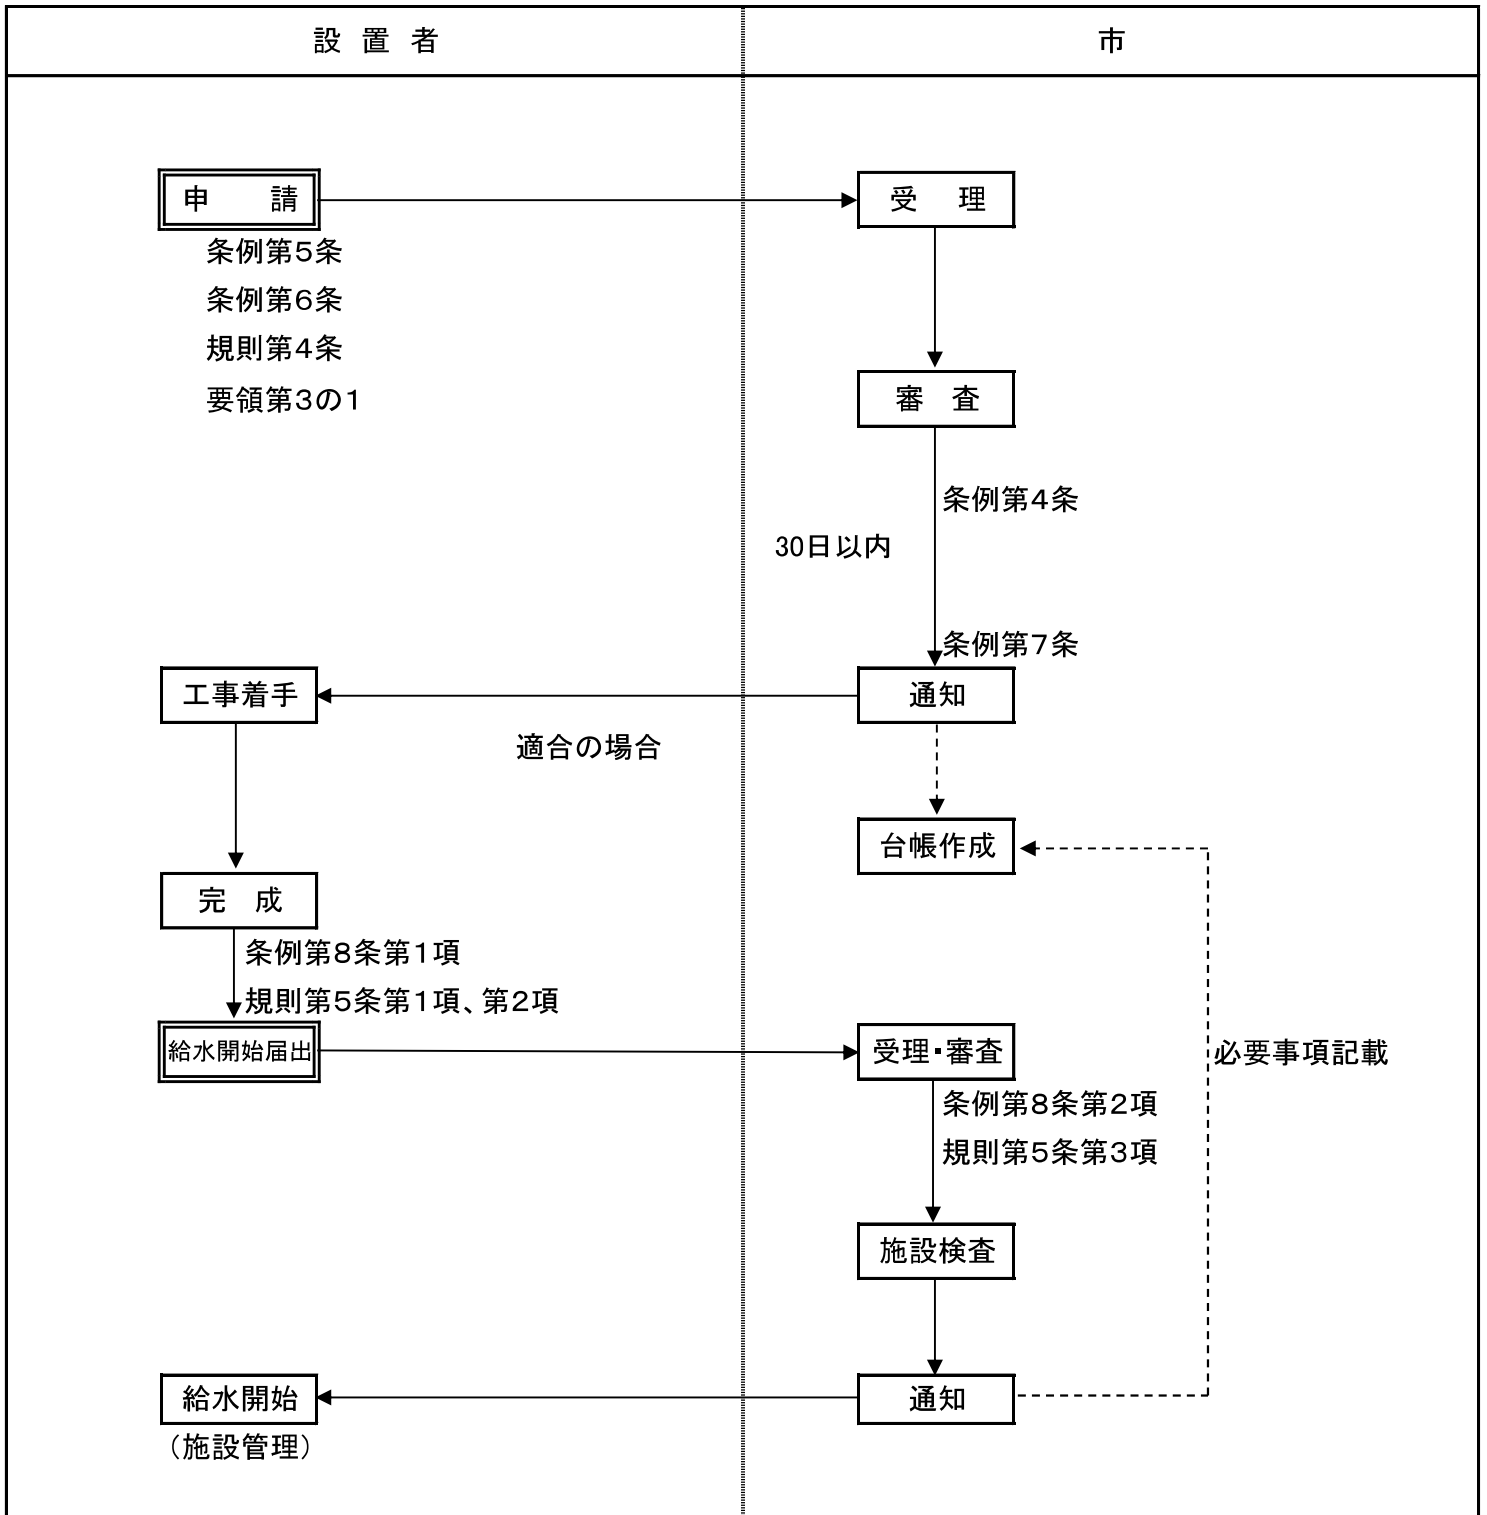 設置者
市
申請
受理
条例第５条
条例第６条
規則第４条
要領第３の１
審査
条例第４条
30日以内
条例第７条
工事着手
通知
適合の場合
台帳作成
完成
条例第８条第１項
規則第５条第１項、第２項
給水開始届出
受理・審査
必要事項記載
条例第８条第２項
規則第５条第３項
施設検査
給水開始
通知
（施設管理）